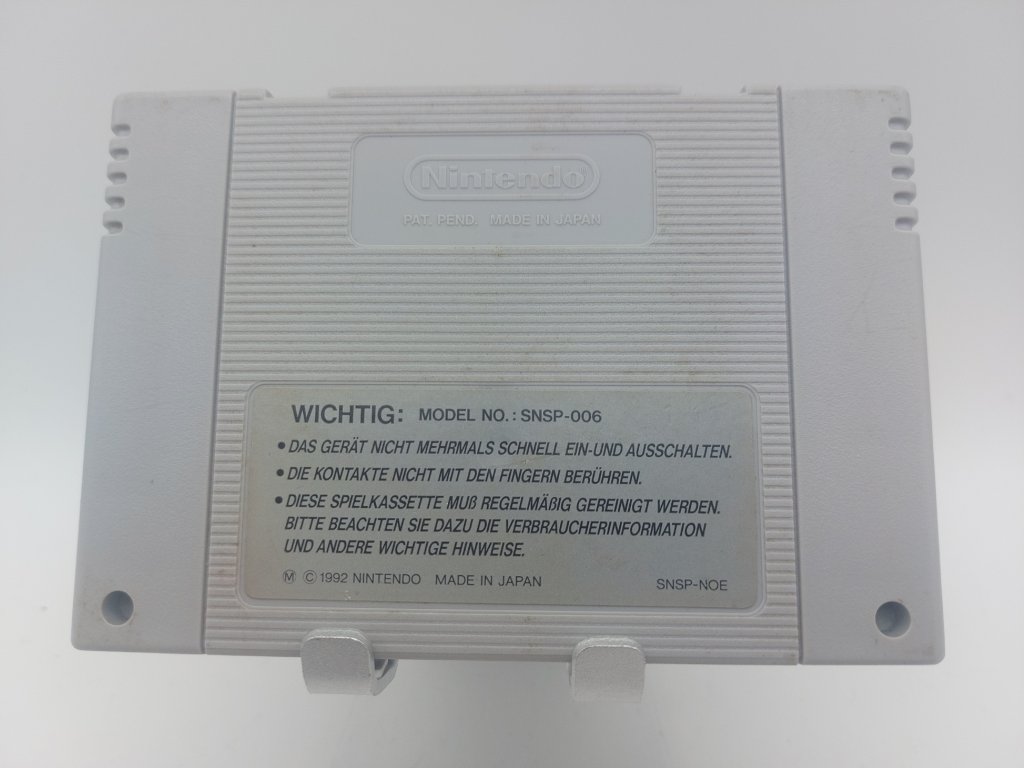 Nintendo®
PAT. PEND. MADE IN JAPAN
WICHTIG: MODEL NO.: SNSP-006
• DAS GERÄT NICHT MEHRMALS SCHNELL EIN-UND AUSSCHALTEN.
• DIE KONTAKTE NICHT MIT DEN FINGERN BERÜHREN.
• DIESE SPIELKASSETTE MUß REGELMÄßIG GEREINIGT WERDEN.
BITTE BEACHTEN SIE DAZU DIE VERBRAUCHERINFORMATION
UND ANDERE WICHTIGE HINWEISE.
Ⓜ © 1992 NINTENDO MADE IN JAPAN SNSP-NOE